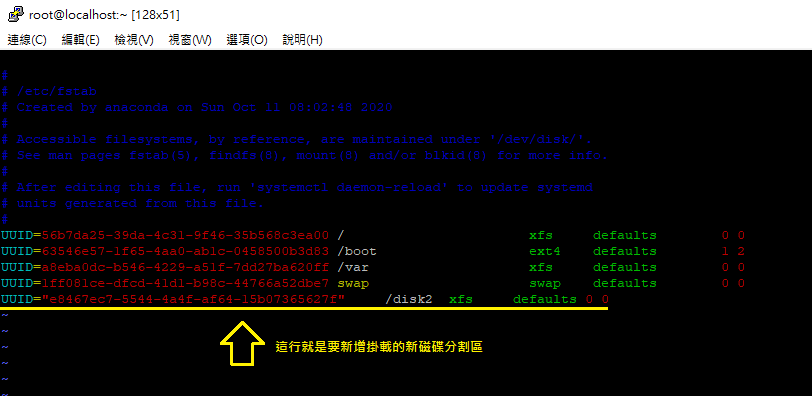 root@localhost:~ [128x51]
連線(C) 編輯(E) 檢視(V) 視窗(W) 選項(O) 說明(H)
#
# /etc/fstab
# Created by anaconda on Sun Oct 11 08:02:48 2020
#
# Accessible filesystems, by reference, are maintained under '/dev/disk/'.
# See man pages fstab(5), findfs(8), mount(8) and/or blkid(8) for more info.
#
# After editing this file, run 'systemctl daemon-reload' to update systemd
# units generated from this file.
#
UUID=56b7da25-39da-4c31-9f46-35b568c3ea00 / xfs defaults 0 0
UUID=63546e57-1f65-4aa0-ab1c-0458500b3d83 /boot ext4 defaults 1 2
UUID=a8eba0dc-b546-4229-a51f-7dd27ba620ff /var xfs defaults 0 0
UUID=1ff081ce-dfcd-41d1-b98c-44766a52dbe7 swap swap defaults 0 0
UUID="e8467ec7-5544-4a4f-af64-15b07365627f" /disk2 xfs defaults 0 0
~
~
這行就是要新增掛載的新磁碟分割區
~
~
~
~